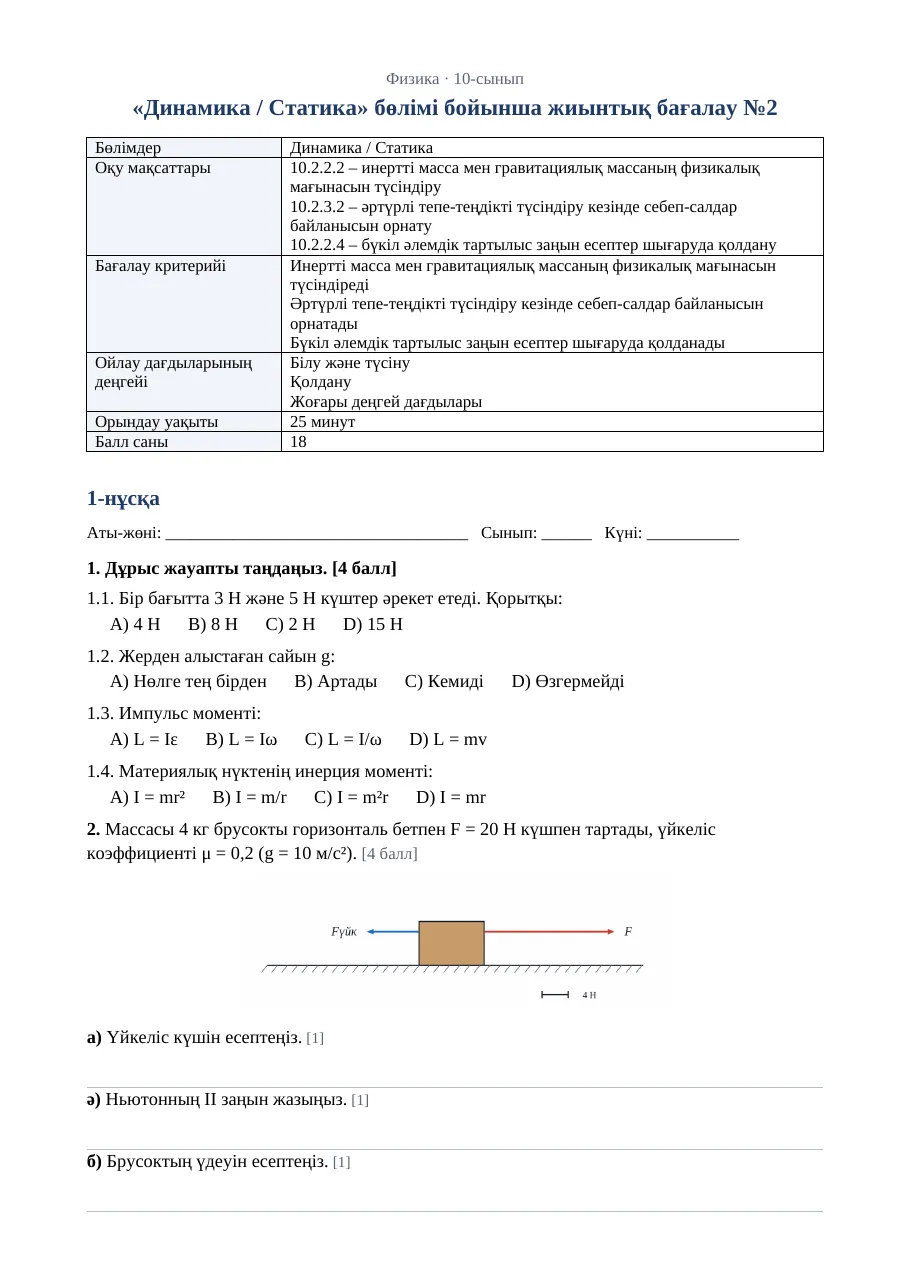 Физика · 10-сынып
«Динамика / Статика» бөлімі бойынша жиынтық бағалау №2
Бөлімдер Динамика / Статика
Оқу мақсаттары 10.2.2.2 – инертті масса мен гравитациялық массаның физикалық
мағынасын түсіндіру
10.2.3.2 – әртүрлі тепе-теңдікті түсіндіру кезінде себеп-салдар
байланысын орнату
10.2.2.4 – бүкіл әлемдік тартылыс заңын есептер шығаруда қолдану
Бағалау критерийі Инертті масса мен гравитациялық массаның физикалық мағынасын
түсіндіреді
Әртүрлі тепе-теңдікті түсіндіру кезінде себеп-салдар байланысын
орнатады
Бүкіл әлемдік тартылыс заңын есептер шығаруда қолданады
Ойлау дағдыларының Білу және түсіну
деңгейі Қолдану
Жоғары деңгей дағдылары
Орындау уақыты 25 минут
Балл саны 18
1-нұсқа
Аты-жөні: ____________________________________ Сынып: ______ Күні: ___________
1. Дұрыс жауапты таңдаңыз. [4 балл]
1.1. Бір бағытта 3 Н және 5 Н күштер әрекет етеді. Қорытқы:
A) 4 Н B) 8 Н C) 2 Н D) 15 Н
1.2. Жерден алыстаған сайын g:
A) Нөлге тең бірден B) Артады C) Кемиді D) Өзгермейді
1.3. Импульс моменті:
A) L = Iε B) L = Iω C) L = I/ω D) L = mv
1.4. Материялық нүктенің инерция моменті:
A) I = mr² B) I = m/r C) I = m²r D) I = mr
2. Массасы 4 кг брусокты горизонталь бетпен F = 20 Н күшпен тартады, үйкеліс
коэффициенті μ = 0,2 (g = 10 м/с²). [4 балл]
Fүйк F
4 Н
а) Үйкеліс күшін есептеңіз. [1]
ә) Ньютонның II заңын жазыңыз. [1]
б) Брусоктың үдеуін есептеңіз. [1]